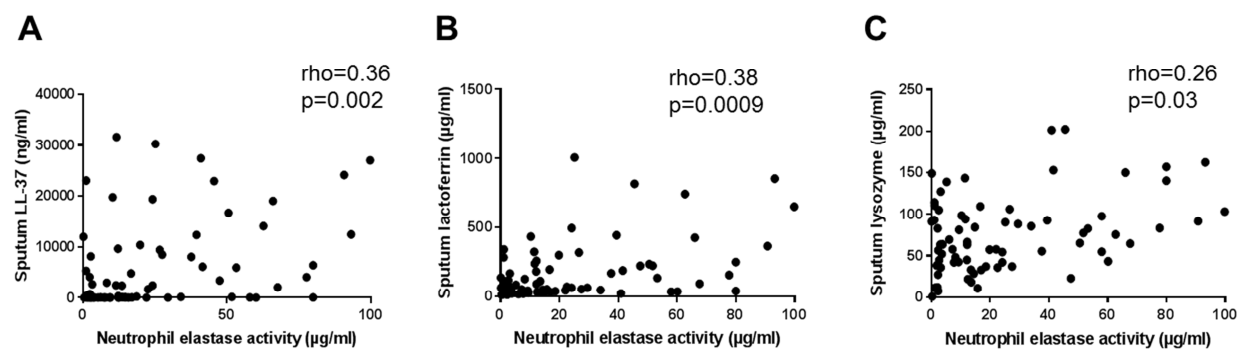 A
rho=0.36
p=0.002
Sputum LL-37 (ng/ml)
40000
30000
20000
10000
0
0
50
100
Neutrophil elastase activity (µg/ml)
B
rho=0.38
p=0.0009
Sputum lactoferrin (µg/ml)
1500
1000
500
0
0
20
40
60
80
100
Neutrophil elastase activity (µg/ml)
C
rho=0.26
p=0.03
Sputum lysozyme (µg/ml)
250
200
150
100
50
0
0
20
40
60
80
100
Neutrophil elastase activity (µg/ml)